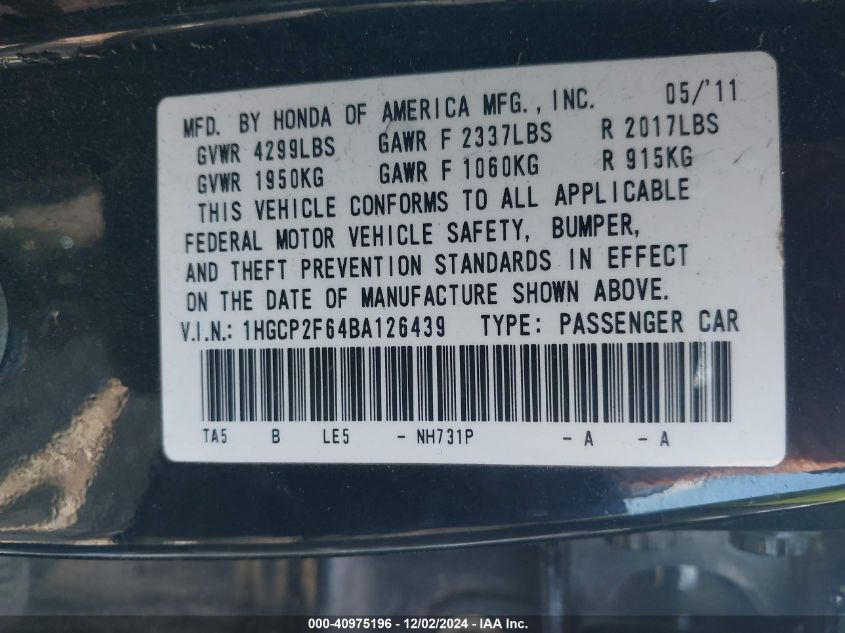 MFD. BY HONDA OF AMERICA MFG., INC. 05/'11
GVWR 4299LBS GAWR F 2337LBS R 2017LBS
GVWR 1950KG GAWR F 1060KG R 915KG
THIS VEHICLE CONFORMS TO ALL APPLICABLE
FEDERAL MOTOR VEHICLE SAFETY, BUMPER,
AND THEFT PREVENTION STANDARDS IN EFFECT
ON THE DATE OF MANUFACTURE SHOWN ABOVE.
V.I.N.: 1HGCP2F64BA126439 TYPE: PASSENGER CAR
TA5 B LE5 - NH731P - A - A
000-40975196 - 12/02/2024 - IAA Inc.